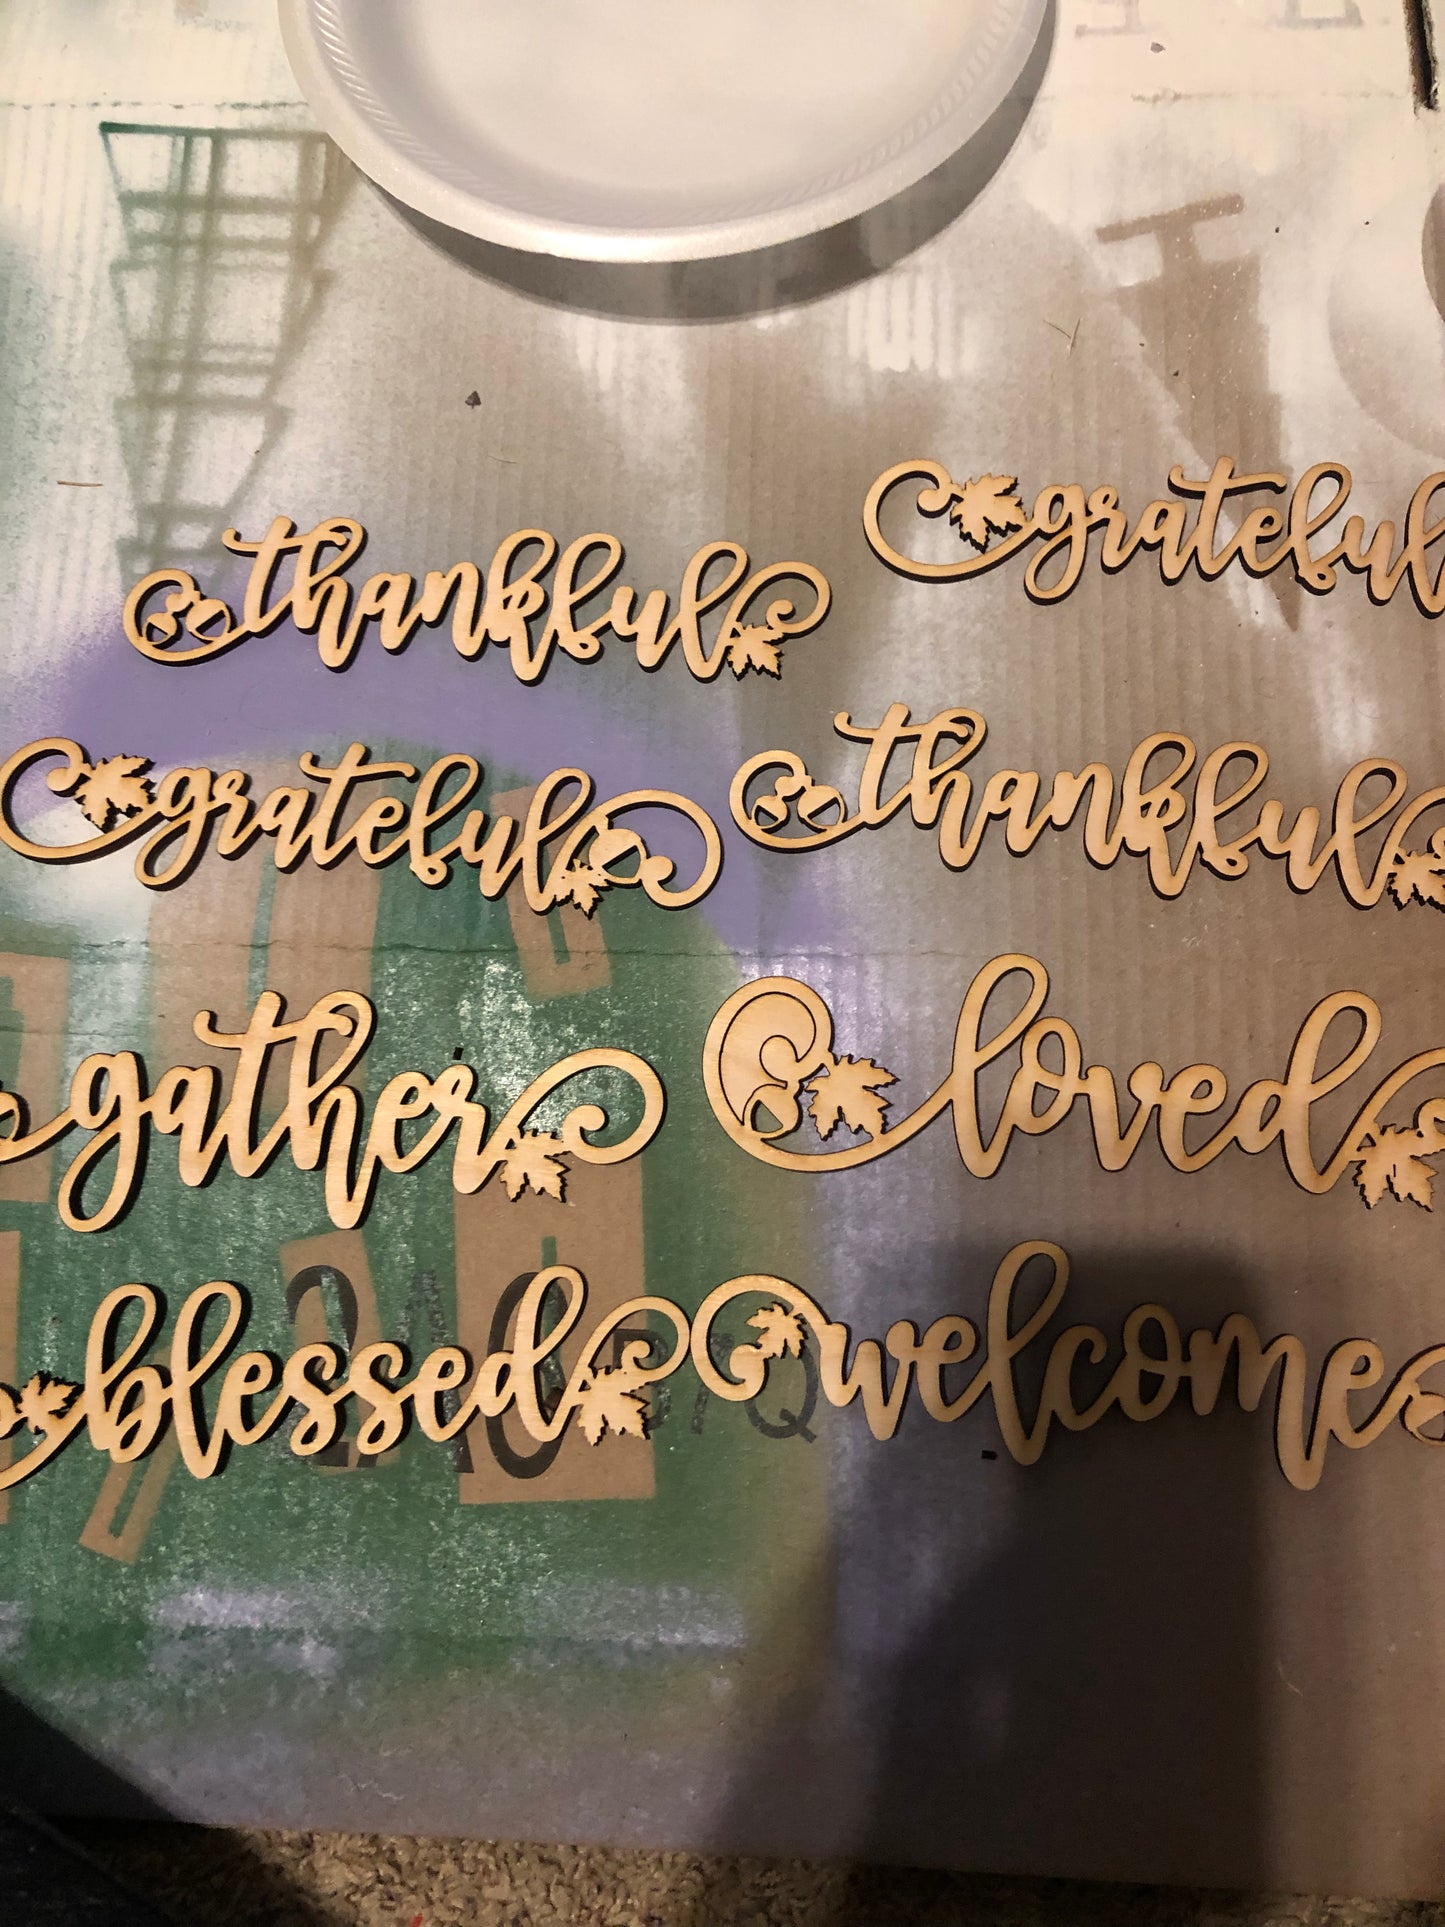 thankful grateful
grateful thankful
gather loved
blessed welcome